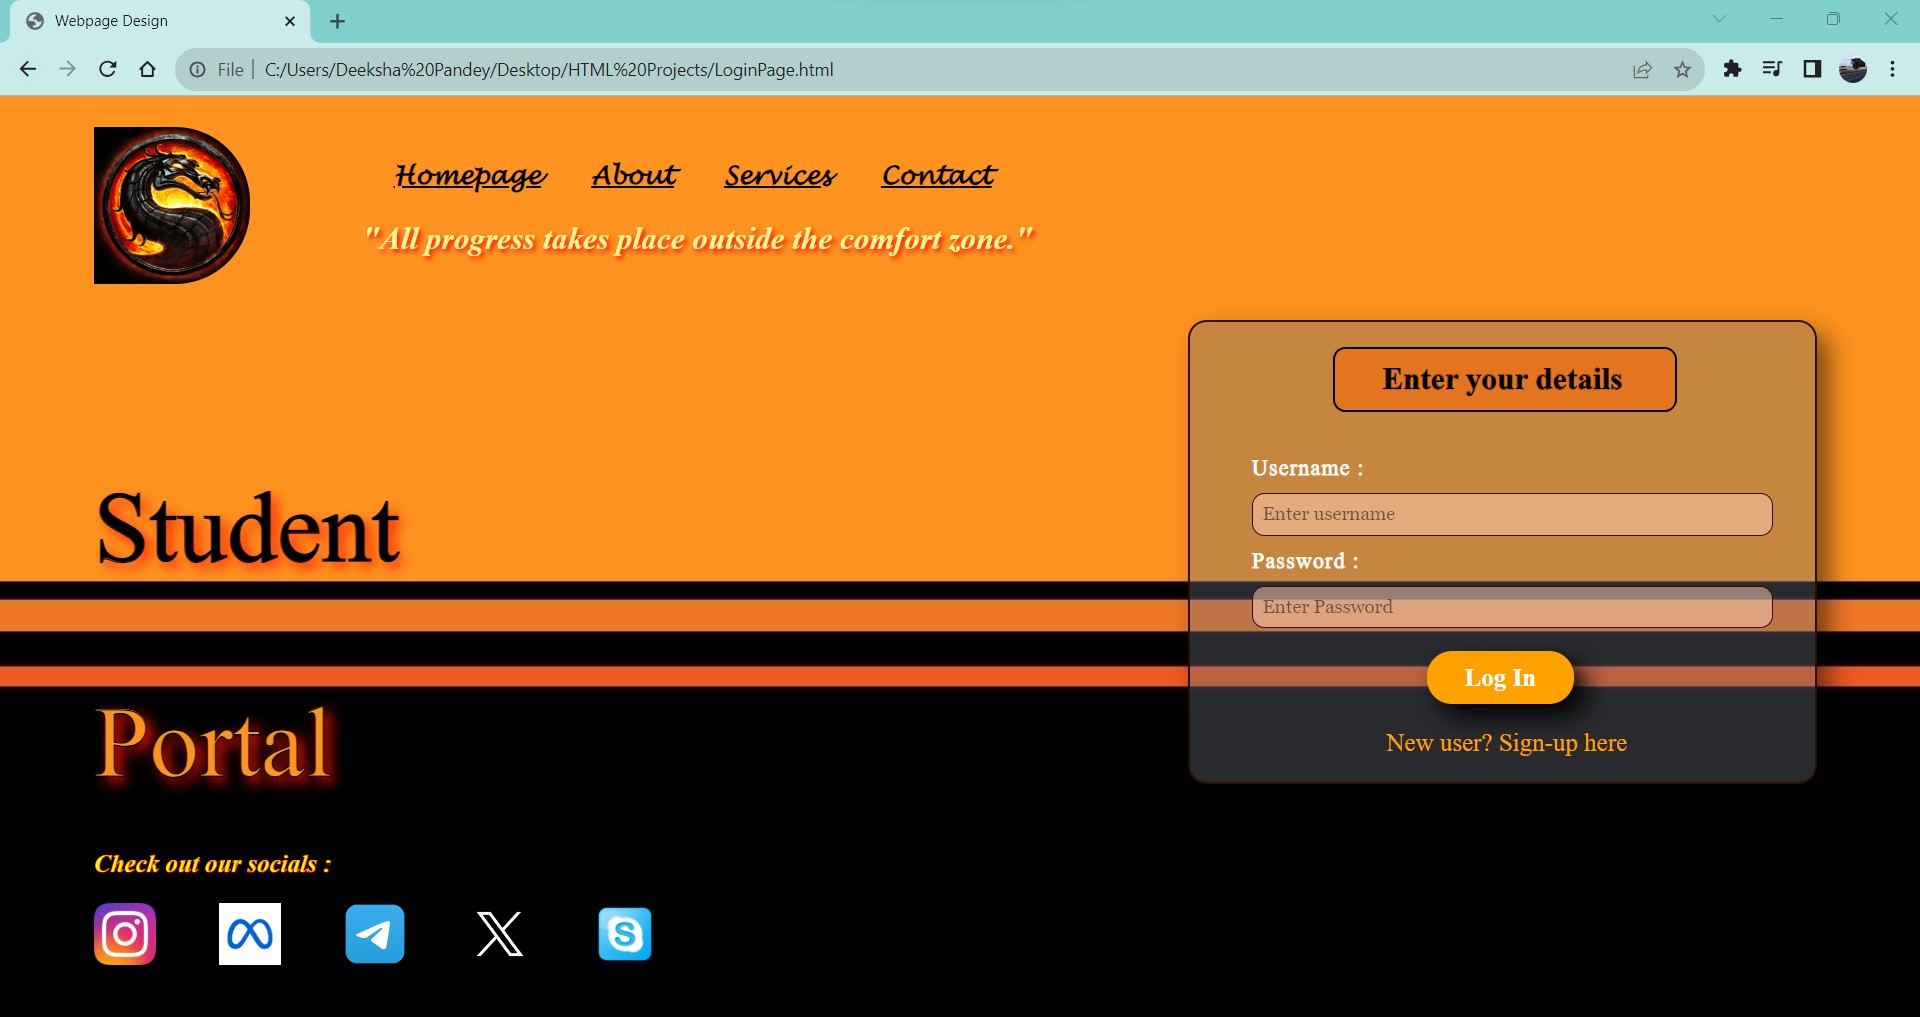 Webpage Design
File | C:/Users/Deeksha%20Pandey/Desktop/HTML%20Projects/LoginPage.html
Homepage About Services Contact
"All progress takes place outside the comfort zone."
Enter your details
Username :
Enter username
Password :
Enter Password
Log In
New user? Sign-up here
Student
Portal
Check out our socials :